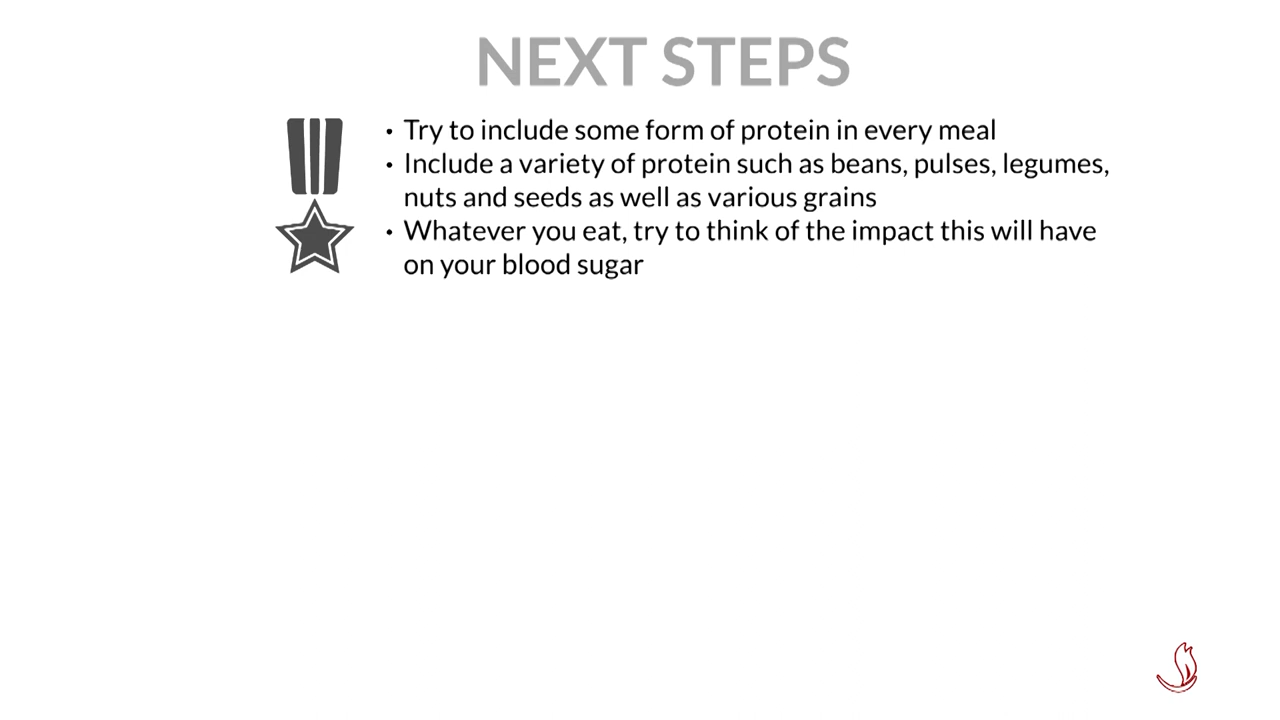 NEXT STEPS
• Try to include some form of protein in every meal
• Include a variety of protein such as beans, pulses, legumes,
nuts and seeds as well as various grains
• Whatever you eat, try to think of the impact this will have
on your blood sugar